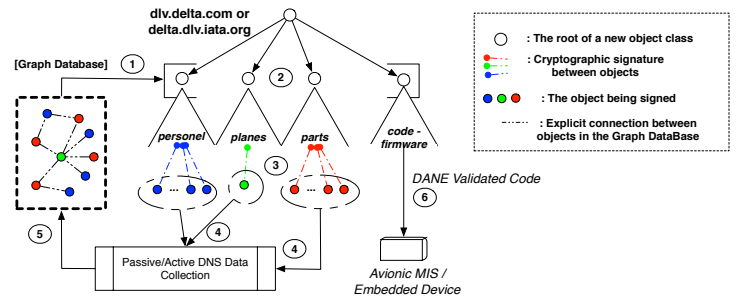 dlv.delta.com or
delta.dlv.iata.org
[Graph Database]
1
2
personel
planes
parts
code -
firmware
3
...
...
DANE Validated Code
4
4
6
5
Passive/Active DNS Data
Collection
Avionic MIS /
Embedded Device
: The root of a new object class
: Cryptographic signature
between objects
: The object being signed
: Explicit connection between
objects in the Graph DataBase